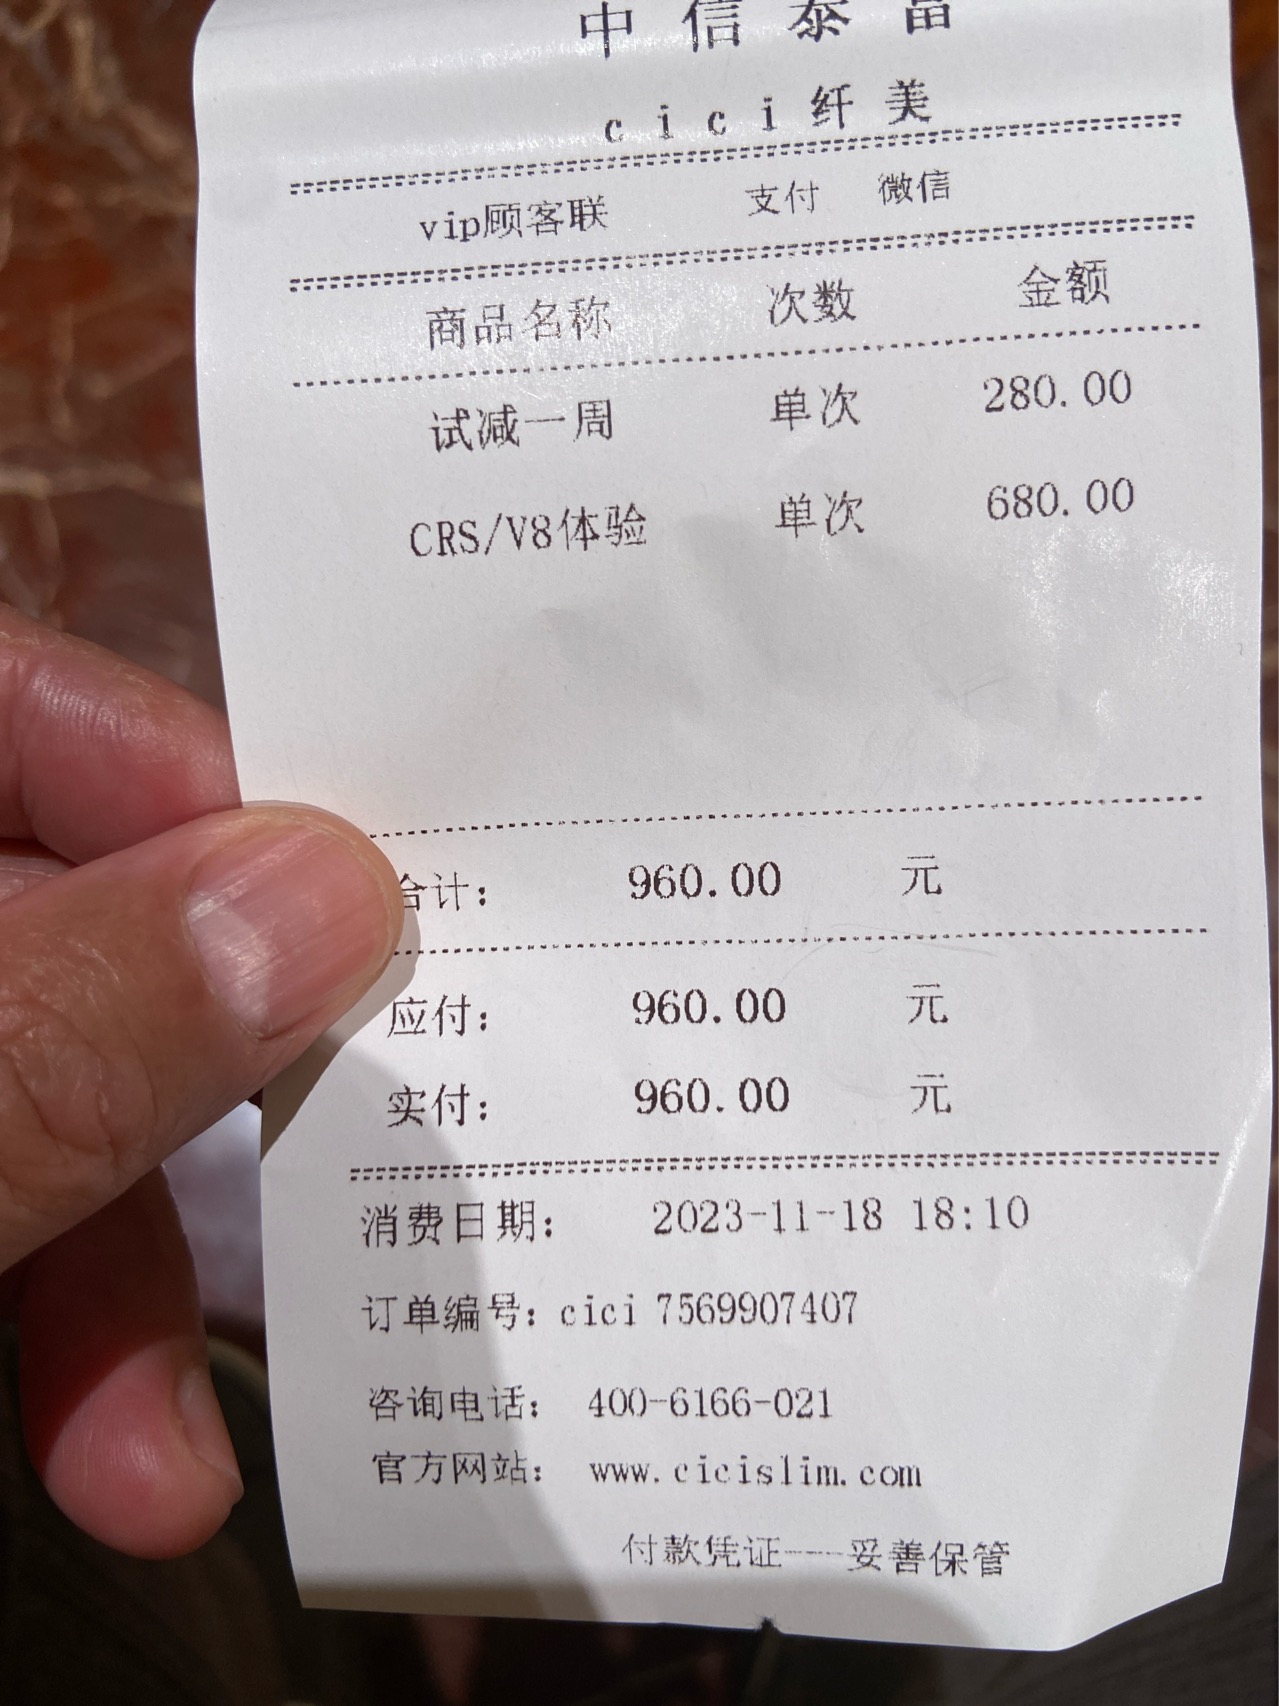 中信泰富
cici纤美
vip顾客联 支付 微信
商品名称 次数 金额
试减一周 单次 280.00
CRS/V8体验 单次 680.00
合计: 960.00 元
应付: 960.00 元
实付: 960.00 元
消费日期: 2023-11-18 18:10
订单编号: cici 7569907407
咨询电话: 400-6166-021
官方网站: www.cicislim.com
付款凭证---妥善保管